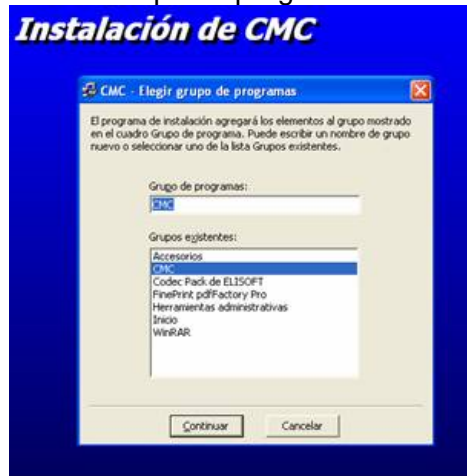 Instalación de CMC
CMC - Elegir grupo de programas
El programa de instalación agregará los elementos al grupo mostrado
en el cuadro Grupo de programa. Puede escribir un nombre de grupo
nuevo o seleccionar uno de la lista Grupos existentes.
Grupo de programas:
CMC
Grupos existentes:
Accesorios
CMC
Codec Pack de ELISOFT
FinePrint pdfFactory Pro
Herramientas administrativas
Inicio
WinRAR
Continuar
Cancelar